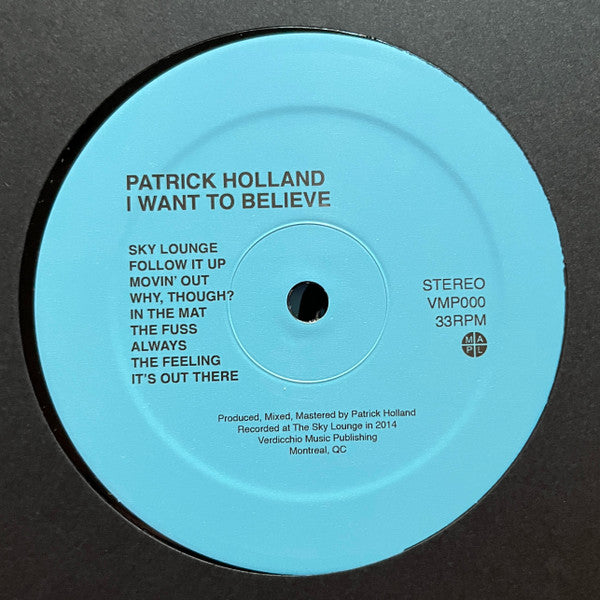 PATRICK HOLLAND
I WANT TO BELIEVE
SKY LOUNGE
FOLLOW IT UP
MOVIN' OUT
WHY, THOUGH?
IN THE MAT
THE FUSS
ALWAYS
THE FEELING
IT'S OUT THERE
STEREO
VMP000
33RPM
M A
P L
Produced, Mixed, Mastered by Patrick Holland
Recorded at The Sky Lounge in 2014
Verdicchio Music Publishing
Montreal, QC